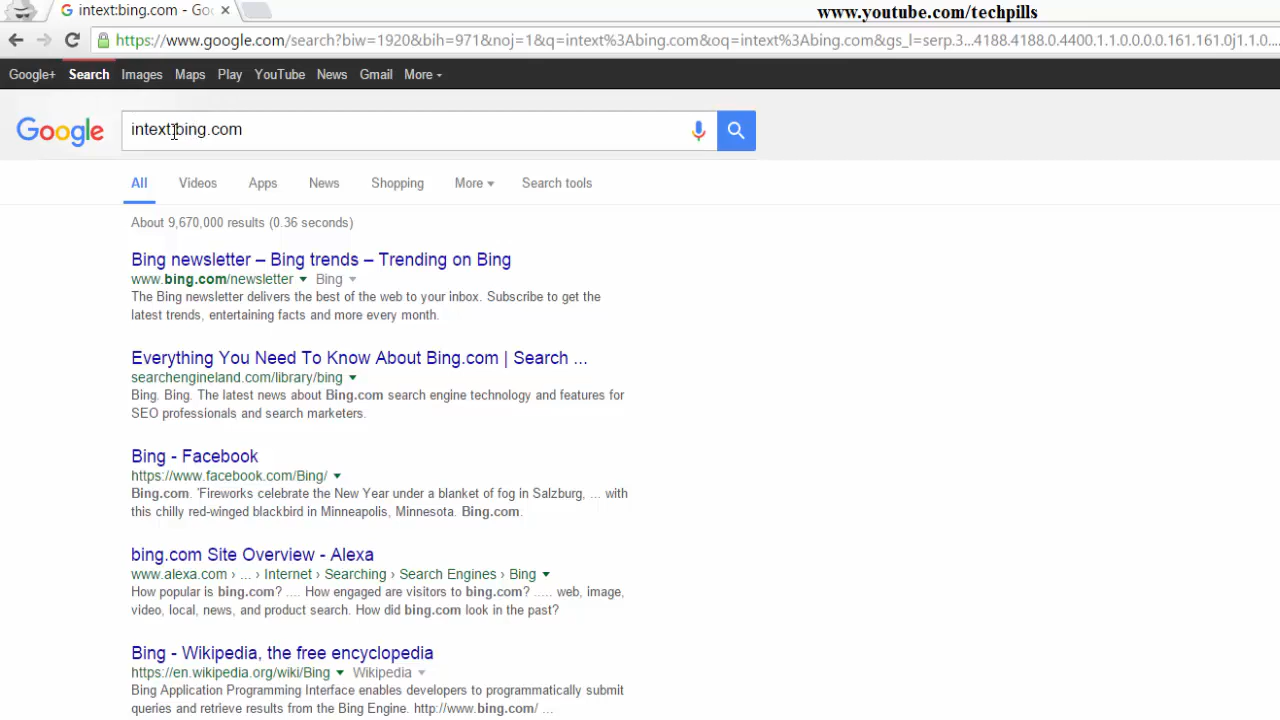 intext:bing.com - Goo
www.youtube.com/techpills
https://www.google.com/search?biw=1920&bih=971&noj=1&q=intext%3Abing.com&oq=intext%3Abing.com&gs_l=serp.3...4188.4188.0.4400.1.1.0.0.0.0.161.161.0j1.1.0....
Google+ Search Images Maps Play YouTube News Gmail More
Google intext:bing.com
All Videos Apps News Shopping More Search tools
About 9,670,000 results (0.36 seconds)
Bing newsletter – Bing trends – Trending on Bing
www.bing.com/newsletter Bing
The Bing newsletter delivers the best of the web to your inbox. Subscribe to get the
latest trends, entertaining facts and more every month.
Everything You Need To Know About Bing.com | Search ...
searchengineland.com/library/bing
Bing. Bing. The latest news about Bing.com search engine technology and features for
SEO professionals and search marketers.
Bing - Facebook
https://www.facebook.com/Bing/
Bing.com. 'Fireworks celebrate the New Year under a blanket of fog in Salzburg, ... with
this chilly red-winged blackbird in Minneapolis, Minnesota. Bing.com.
bing.com Site Overview - Alexa
www.alexa.com › ... › Internet › Searching › Search Engines › Bing
How popular is bing.com? .... How engaged are visitors to bing.com? ..... web, image,
video, local, news, and product search. How did bing.com look in the past?
Bing - Wikipedia, the free encyclopedia
https://en.wikipedia.org/wiki/Bing Wikipedia
Bing Application Programming Interface enables developers to programmatically submit
queries and retrieve results from the Bing Engine. http://www.bing.com/ ...